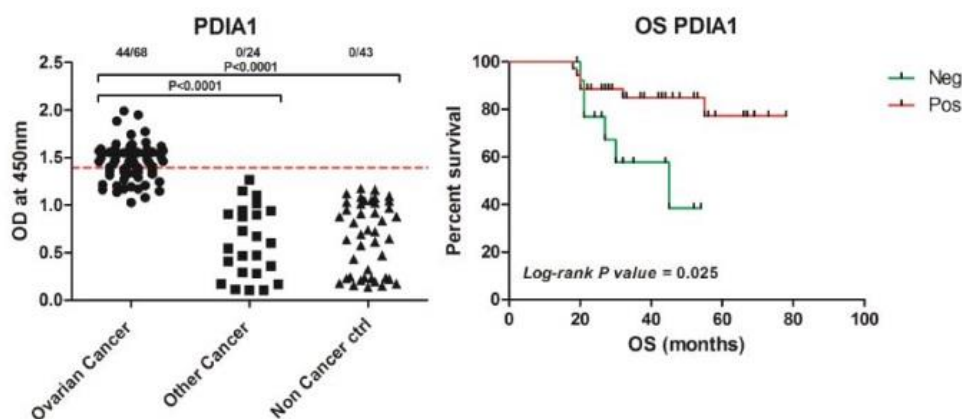 PDIA1
44/68 0/24 0/43
P<0.0001
P<0.0001
OD at 450nm
2.5
2.0
1.5
1.0
0.5
0.0
Ovarian Cancer
Other Cancer
Non Cancer ctrl
OS PDIA1
Percent survival
100
80
60
40
20
0
Neg
Pos
Log-rank P value = 0.025
0 20 40 60 80 100
OS (months)